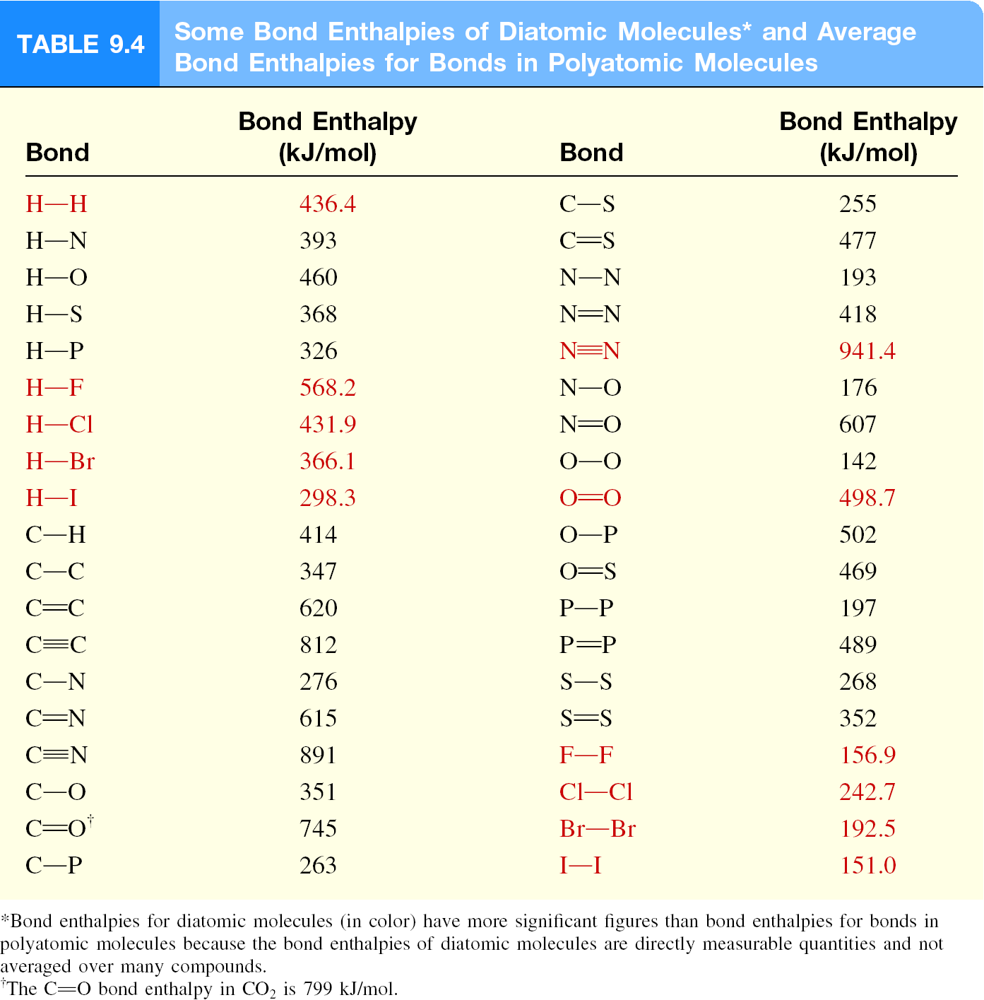 TABLE 9.4
Some Bond Enthalpies of Diatomic Molecules* and Average
Bond Enthalpies for Bonds in Polyatomic Molecules
Bond Bond Enthalpy (kJ/mol) Bond Bond Enthalpy (kJ/mol)
H—H 436.4 C—S 255
H—N 393 C═S 477
H—O 460 N—N 193
H—S 368 N═N 418
H—P 326 N≡N 941.4
H—F 568.2 N—O 176
H—Cl 431.9 N═O 607
H—Br 366.1 O—O 142
H—I 298.3 O═O 498.7
C—H 414 O—P 502
C—C 347 O═S 469
C═C 620 P—P 197
C≡C 812 P═P 489
C—N 276 S—S 268
C═N 615 S═S 352
C≡N 891 F—F 156.9
C—O 351 Cl—Cl 242.7
C═O† 745 Br—Br 192.5
C—P 263 I—I 151.0
*Bond enthalpies for diatomic molecules (in color) have more significant figures than bond enthalpies for bonds in
polyatomic molecules because the bond enthalpies of diatomic molecules are directly measurable quantities and not
averaged over many compounds.
†The C═O bond enthalpy in CO₂ is 799 kJ/mol.